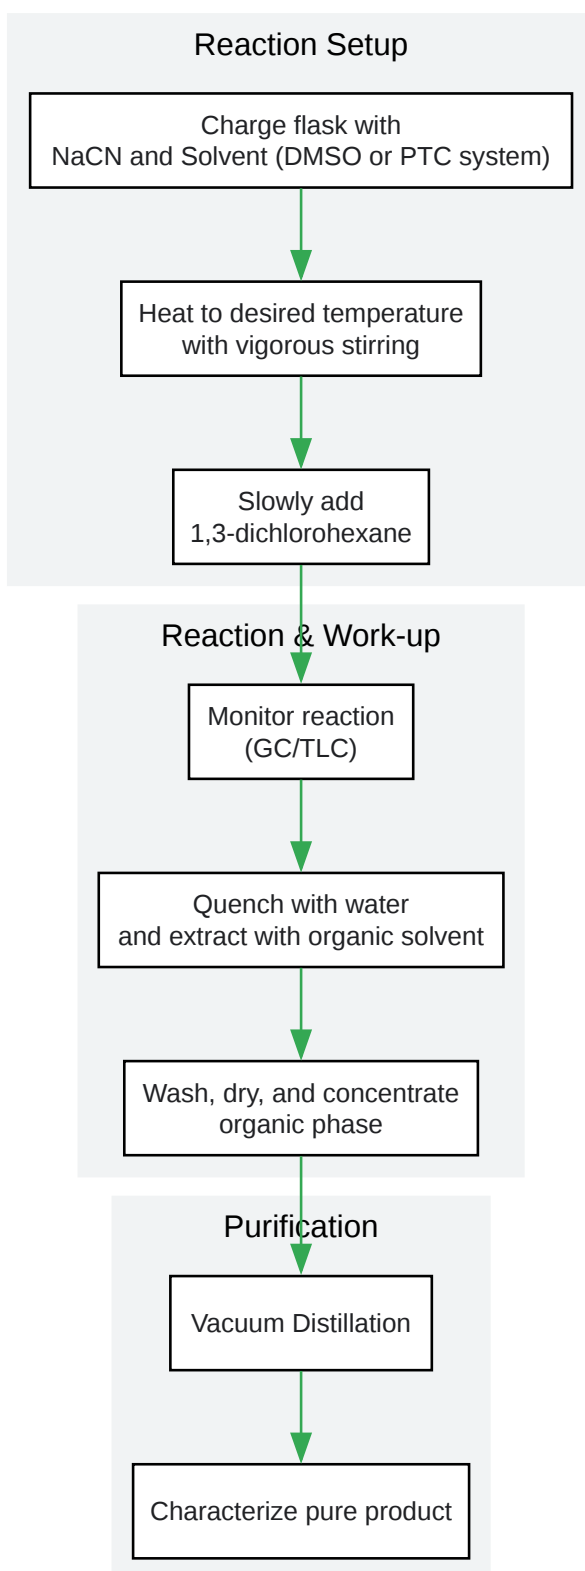 Reaction Setup
Charge flask with
NaCN and Solvent (DMSO or PTC system)
Heat to desired temperature
with vigorous stirring
Slowly add
1,3-dichlorohexane
Reaction & Work-up
Monitor reaction
(GC/TLC)
Quench with water
and extract with organic solvent
Wash, dry, and concentrate
organic phase
Purification
Vacuum Distillation
Characterize pure product